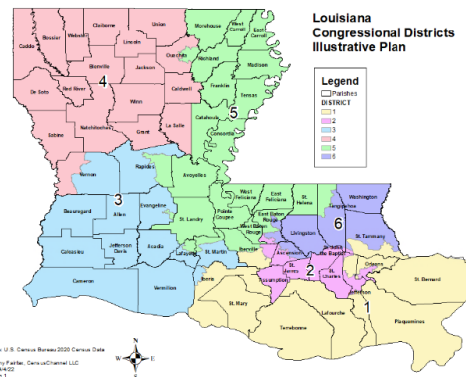 Louisiana
Congressional Districts
Illustrative Plan
Legend
Parishes
DISTRICT
1
2
3
4
5
6
Claiborne
Union
Morehouse
West
Carroll
East
Carroll
Caddo
Bossier
Webster
Lincoln
Ouachita
Richland
Madison
Bienville
Jackson
4
De Soto
Red River
Caldwell
Franklin
Tensas
Winn
5
Natchitoches
La Salle
Catahoula
Concordia
Sabine
Grant
Vernon
Rapides
Avoyelles
3
Beauregard
Allen
Evangeline
St. Landry
Pointe
Coupee
West
Feliciana
East
Feliciana
St.
Helena
Washington
Tangipahoa
6
East Baton
Rouge
West Baton
Rouge
Livingston
St. Tammany
Calcasieu
Jefferson
Davis
Acadia
Lafayette
St. Martin
Iberville
Ascension
St. John
the Baptist
Orleans
2
St.
James
St.
Charles
Assumption
Jefferson
St. Bernard
Cameron
Vermilion
Iberia
St. Mary
1
Lafourche
Plaquemines
Terrebonne
U.S. Census Bureau 2020 Census Data
Fairfax, CensusChannel LLC
N
W
E
S